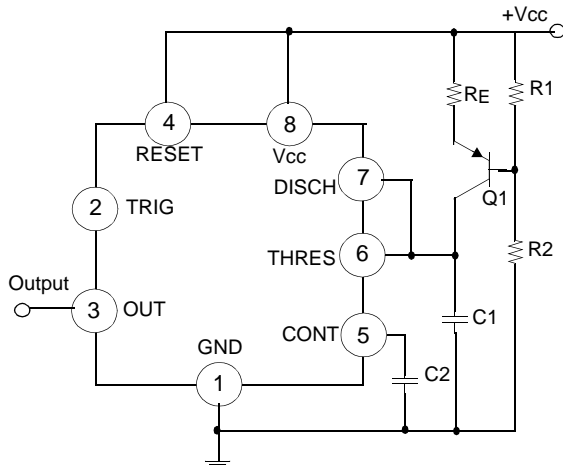 +Vcc
4
RESET
8
Vcc
RE
R1
7
DISCH
Q1
2
TRIG
6
THRES
R2
Output
3
OUT
5
CONT
C1
GND
1
C2